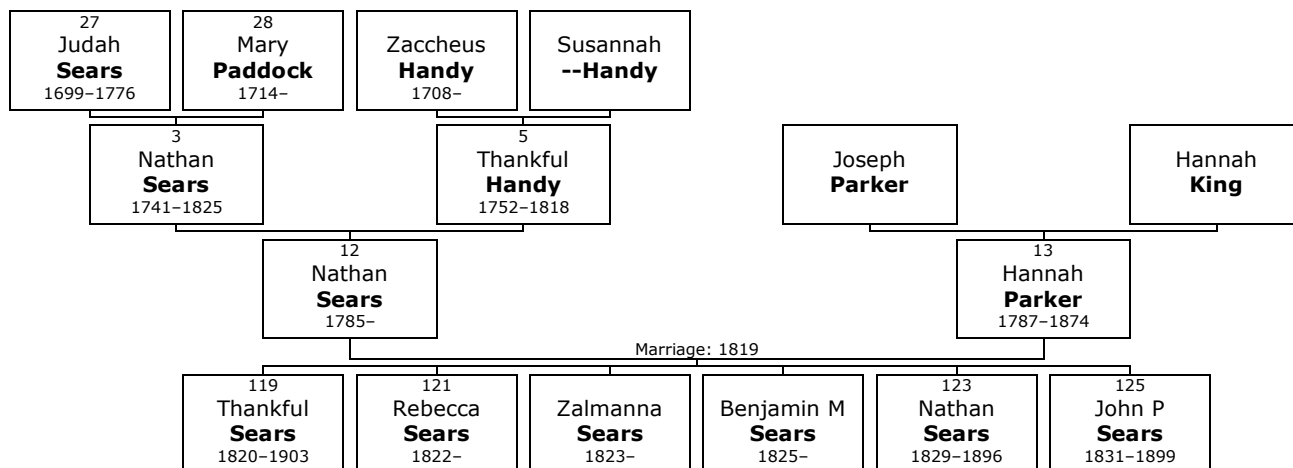 27
Judah
Sears
1699–1776
28
Mary
Paddock
1714–
Zaccheus
Handy
1708–
Susannah
--Handy
3
Nathan
Sears
1741–1825
5
Thankful
Handy
1752–1818
Joseph
Parker
Hannah
King
12
Nathan
Sears
1785–
13
Hannah
Parker
1787–1874
Marriage: 1819
119
Thankful
Sears
1820–1903
121
Rebecca
Sears
1822–
Zalmanna
Sears
1823–
Benjamin M
Sears
1825–
123
Nathan
Sears
1829–1896
125
John P
Sears
1831–1899